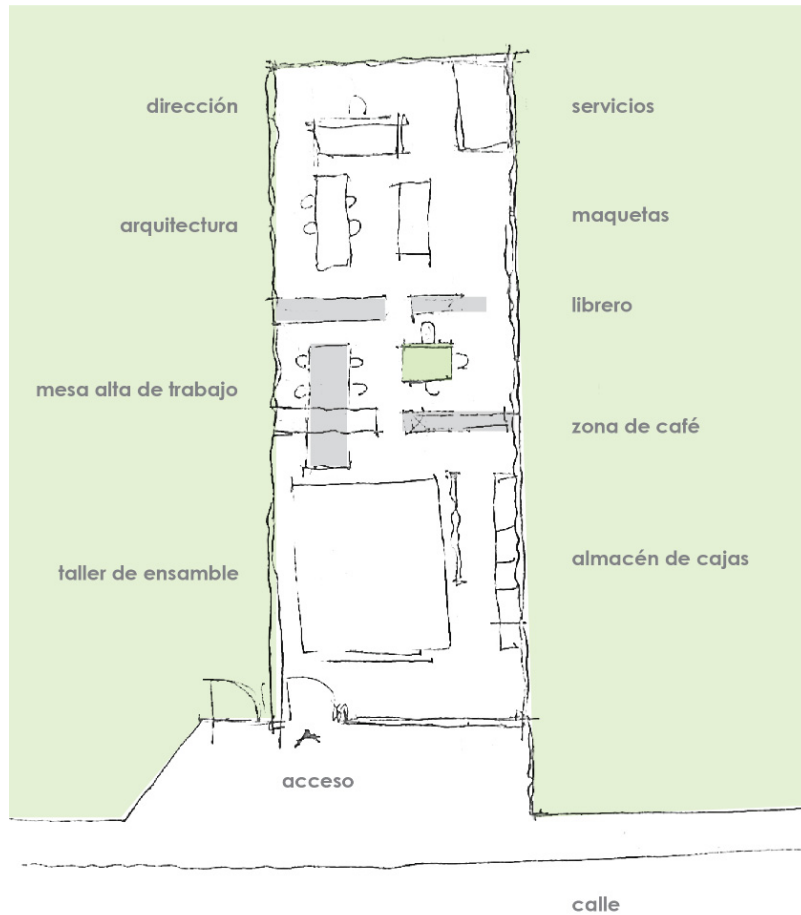 dirección
servicios
arquitectura
maquetas
librero
mesa alta de trabajo
zona de café
taller de ensamble
almacén de cajas
acceso
calle